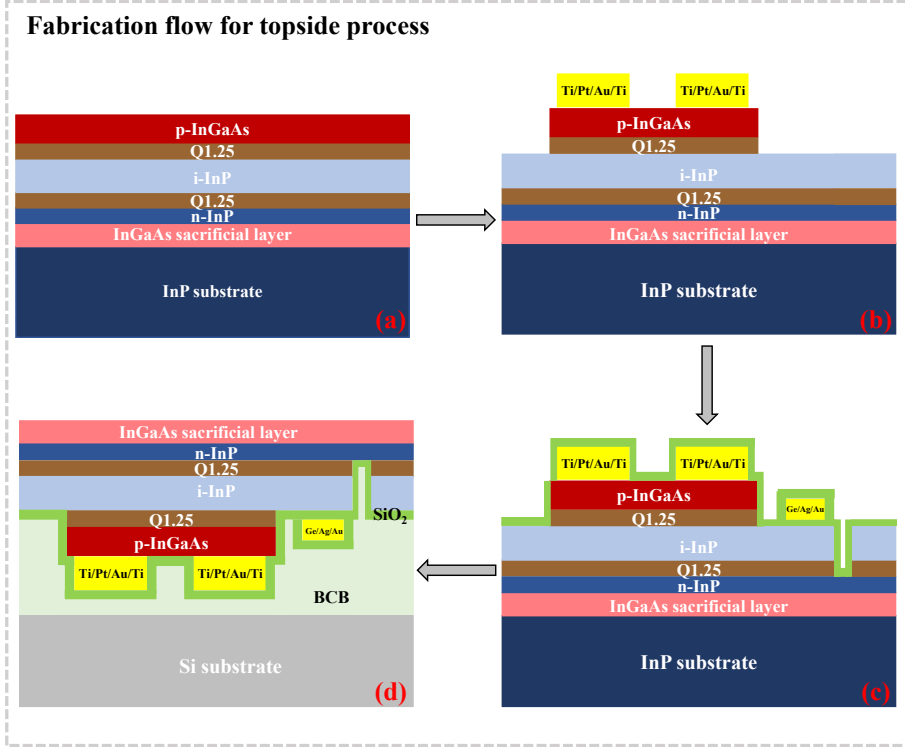 Fabrication flow for topside process
p-InGaAs
Q1.25
i-InP
Q1.25
n-InP
InGaAs sacrificial layer
InP substrate
(a)
Ti/Pt/Au/Ti Ti/Pt/Au/Ti
p-InGaAs
Q1.25
i-InP
Q1.25
n-InP
InGaAs sacrificial layer
InP substrate
(b)
Ti/Pt/Au/Ti Ti/Pt/Au/Ti
p-InGaAs
Q1.25
Ge/Ag/Au
i-InP
Q1.25
n-InP
InGaAs sacrificial layer
InP substrate
(c)
InGaAs sacrificial layer
n-InP
Q1.25
i-InP
Q1.25
Ge/Ag/Au
SiO₂
p-InGaAs
Ti/Pt/Au/Ti Ti/Pt/Au/Ti
BCB
Si substrate
(d)